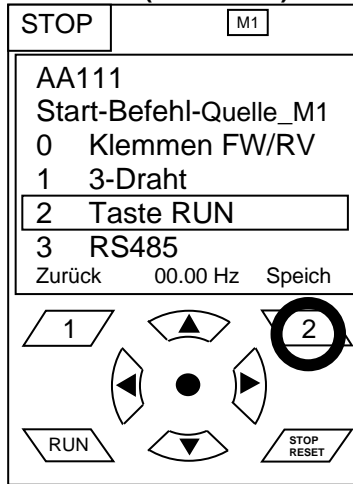 STOP M1
AA111
Start-Befehl-Quelle_M1
0 Klemmen FW/RV
1 3-Draht
2 Taste RUN
3 RS485
Zurück 00.00 Hz Speich
1 2
RUN STOP
RESET